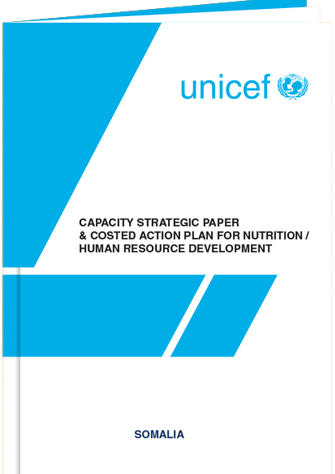 unicef
CAPACITY STRATEGIC PAPER
& COSTED ACTION PLAN FOR NUTRITION /
HUMAN RESOURCE DEVELOPMENT
SOMALIA